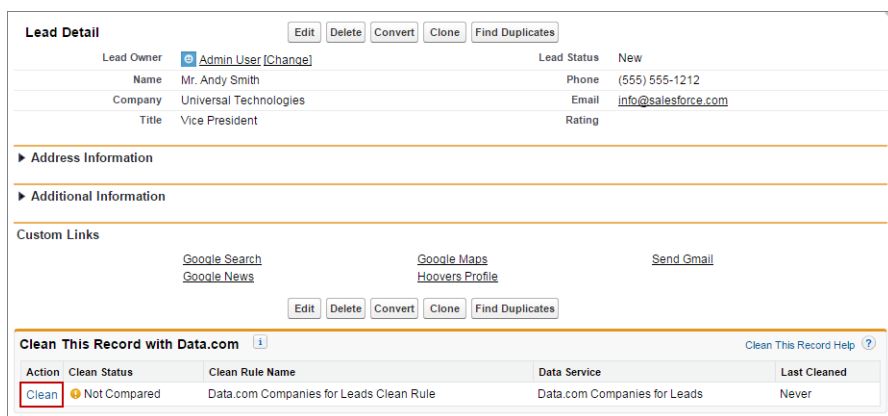 Lead Detail Edit Delete Convert Clone Find Duplicates
Lead Owner Admin User [Change] Lead Status New
Name Mr. Andy Smith Phone (555) 555-1212
Company Universal Technologies Email info@salesforce.com
Title Vice President Rating
Address Information
Additional Information
Custom Links
Google Search Google Maps Send Gmail
Google News Hoovers Profile
Edit Delete Convert Clone Find Duplicates
Clean This Record with Data.com i Clean This Record Help ?
Action Clean Status Clean Rule Name Data Service Last Cleaned
Clean Not Compared Data.com Companies for Leads Clean Rule Data.com Companies for Leads Never